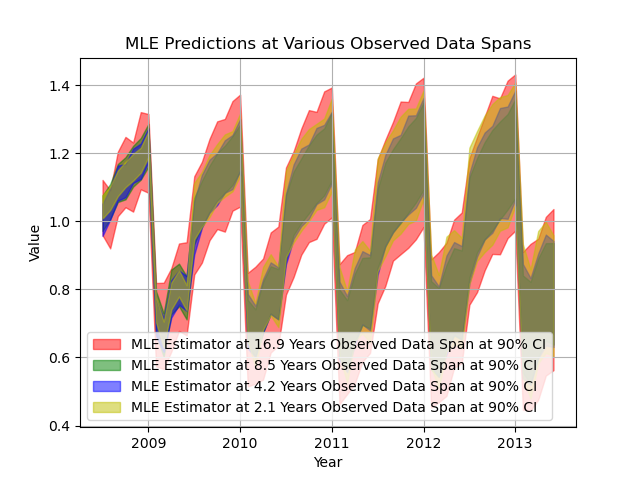 MLE Predictions at Various Observed Data Spans
1.4
1.2
1.0
0.8
0.6
0.4
Value
MLE Estimator at 16.9 Years Observed Data Span at 90% CI
MLE Estimator at 8.5 Years Observed Data Span at 90% CI
MLE Estimator at 4.2 Years Observed Data Span at 90% CI
MLE Estimator at 2.1 Years Observed Data Span at 90% CI
2009 2010 2011 2012 2013
Year